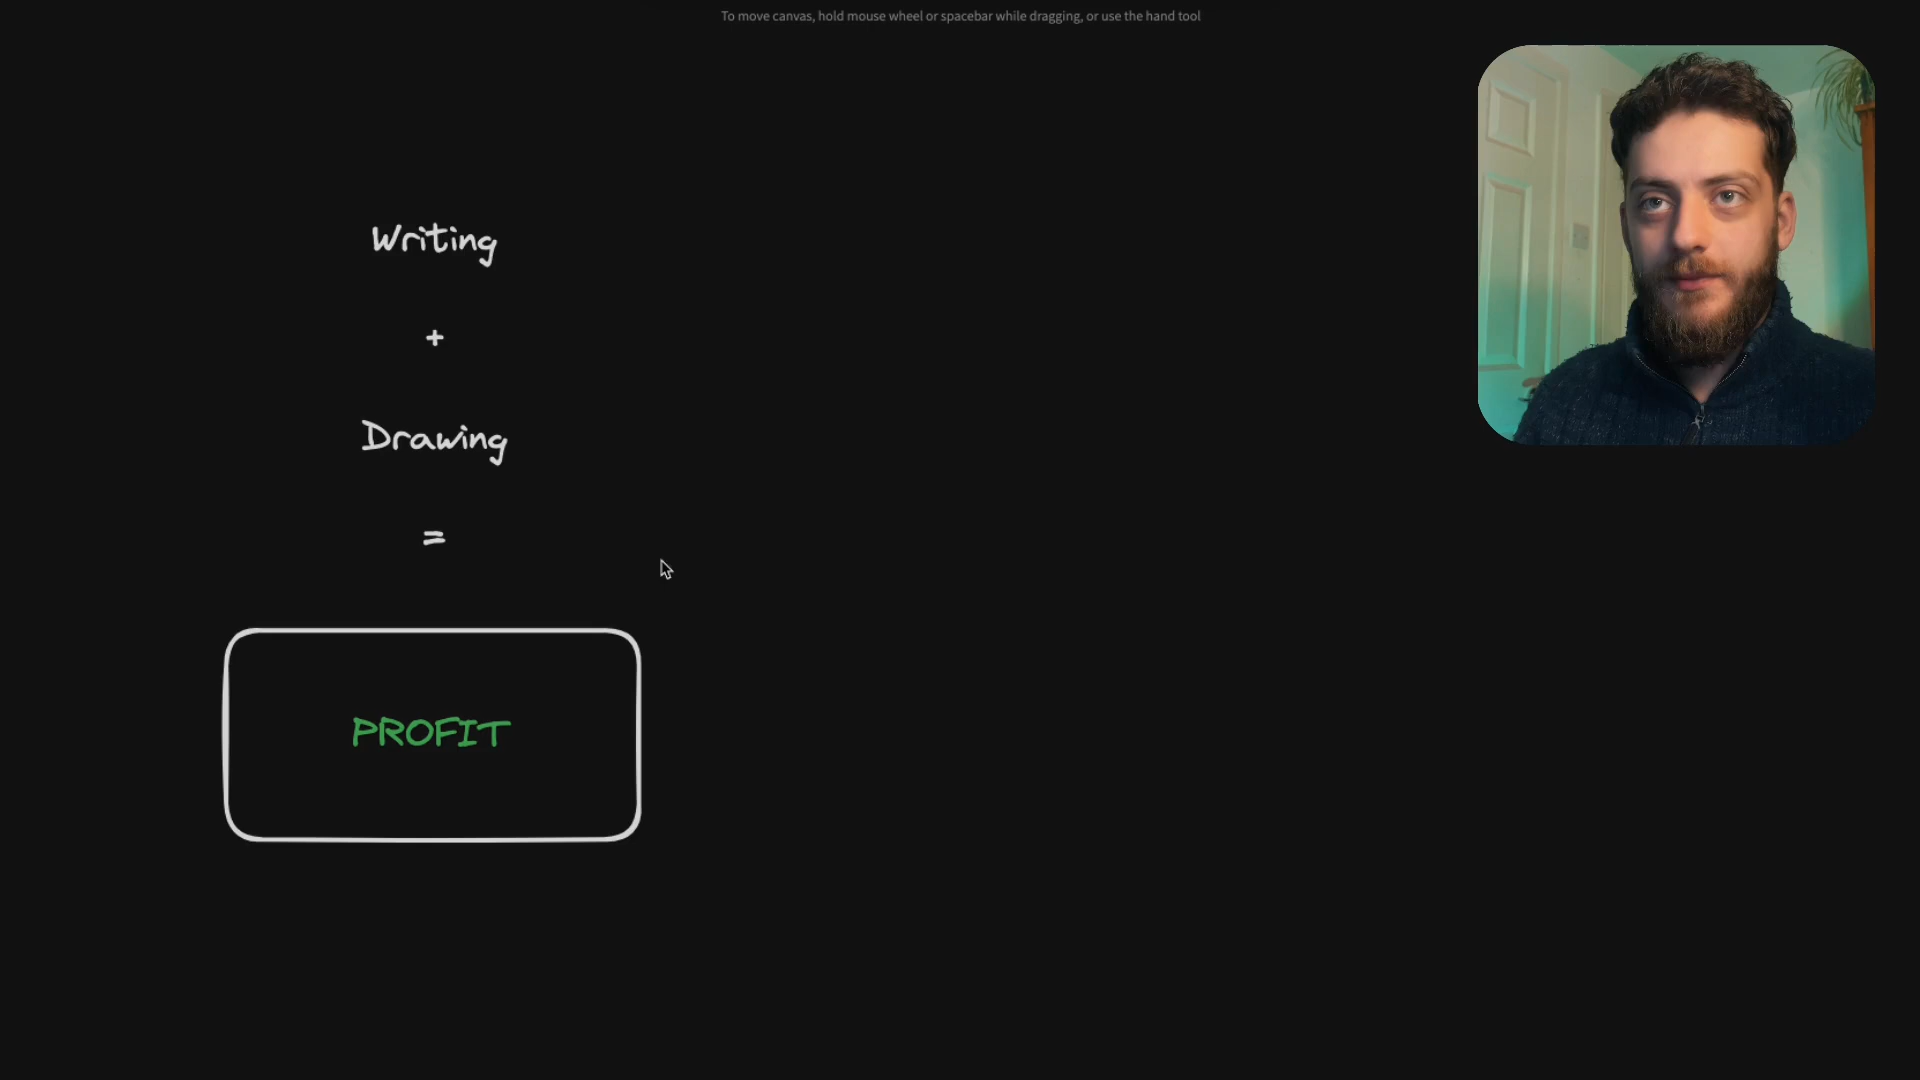 To move canvas, hold mouse wheel or spacebar while dragging, or use the hand tool
Writing
+
Drawing
=
PROFIT